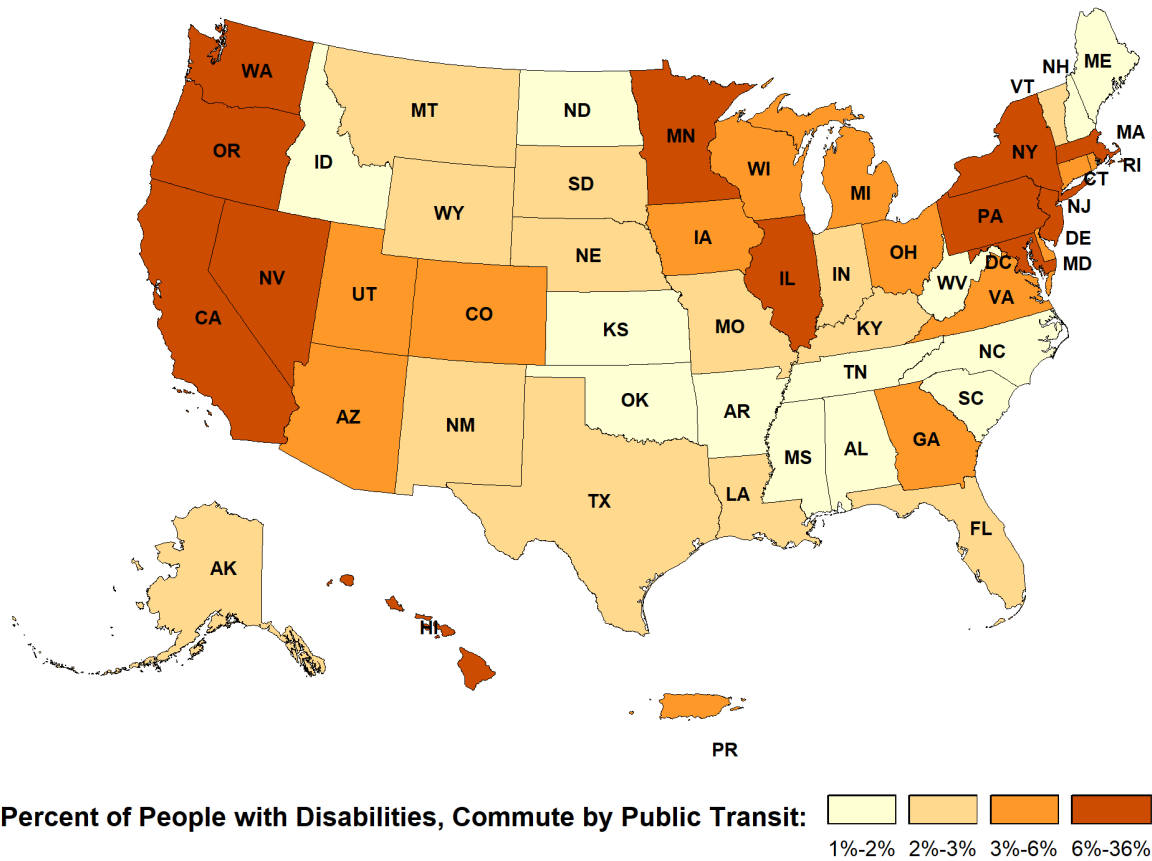 ME
NH
VT
WA
MT
ND
MN
MA
OR
ID
NY
RI
SD
WI
CT
MI
WY
NJ
PA
IA
DE
NE
OH
MD
DC
NV
IN
IL
WV
UT
CO
VA
CA
KS
MO
KY
NC
TN
OK
SC
AR
AZ
NM
GA
MS
AL
LA
TX
FL
AK
HI
PR
Percent of People with Disabilities, Commute by Public Transit:
1%-2% 2%-3% 3%-6% 6%-36%